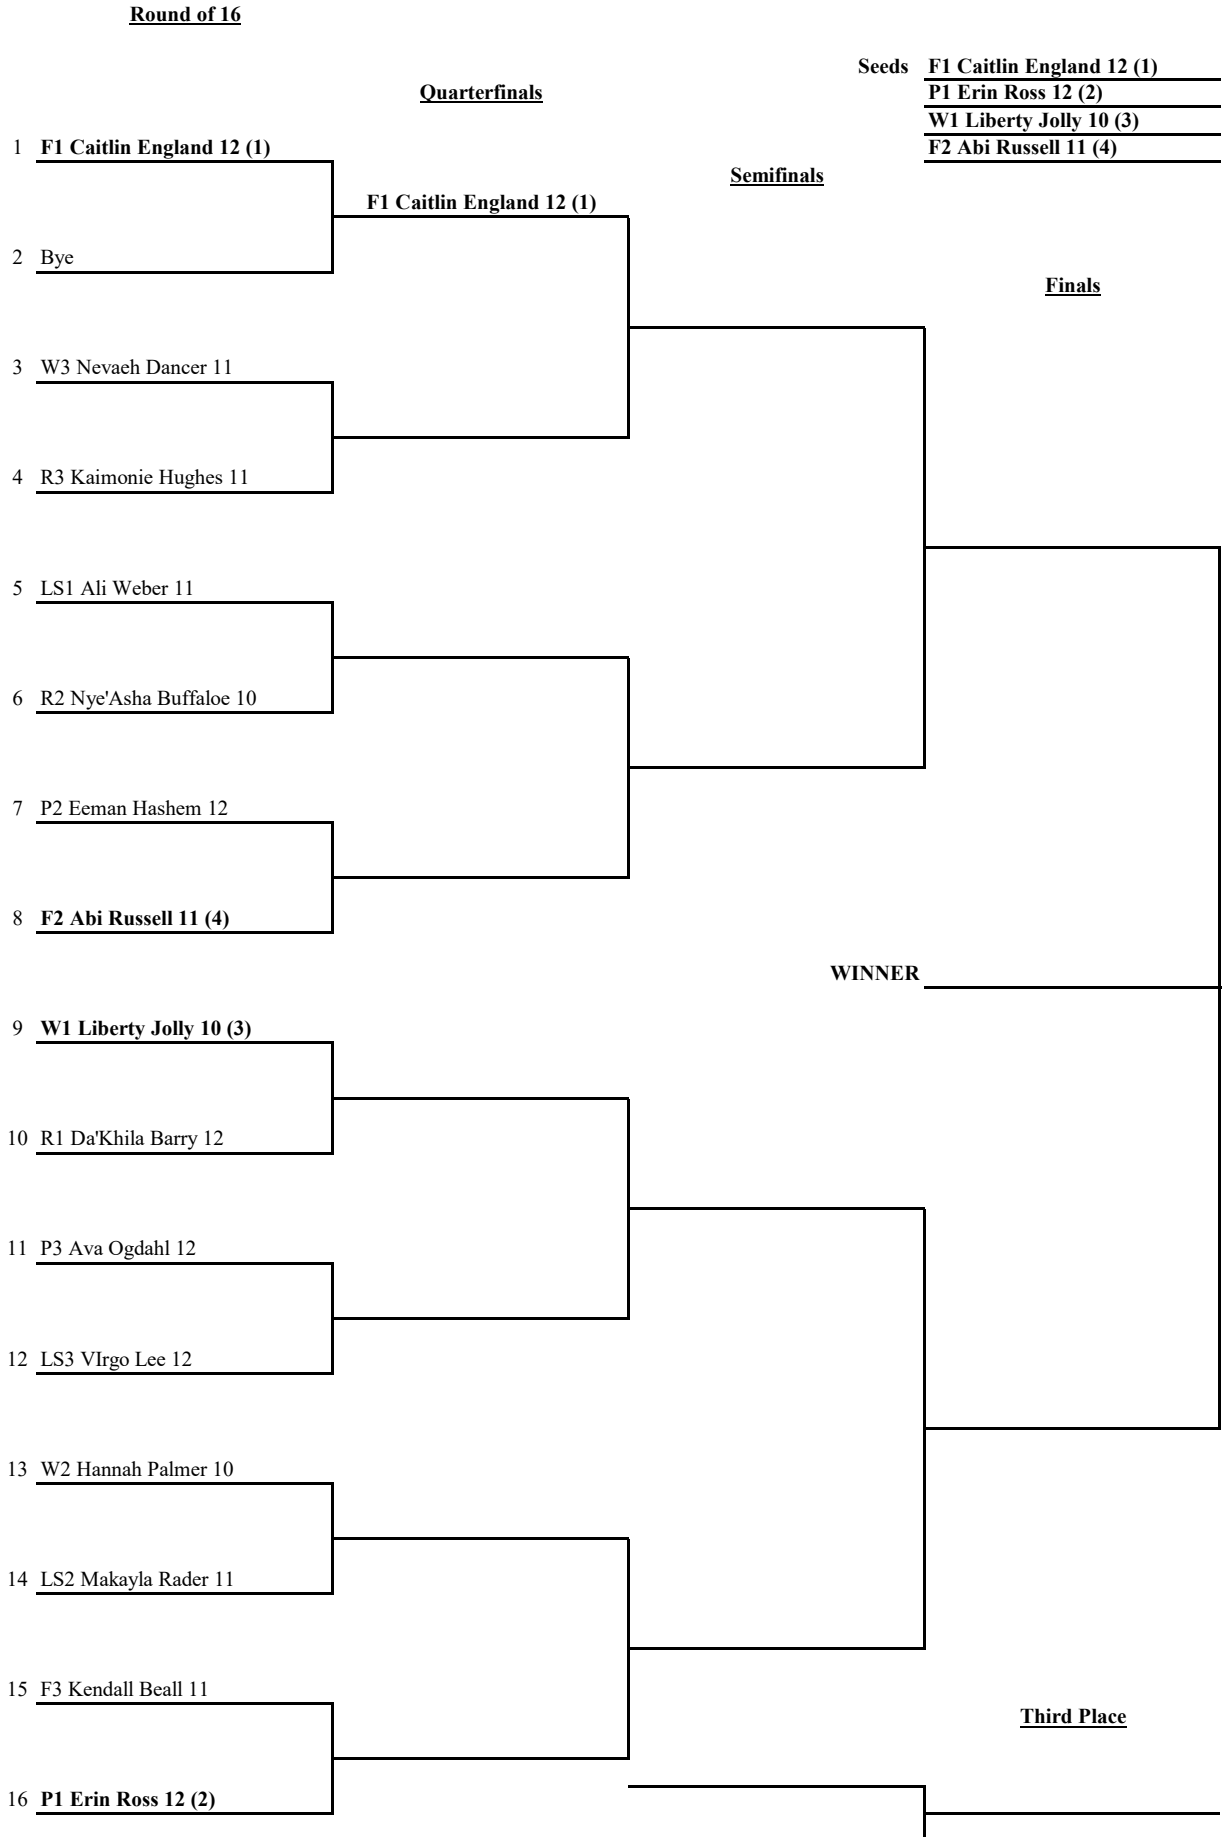 Round of 16
Seeds F1 Caitlin England 12 (1)
Quarterfinals
P1 Erin Ross 12 (2)
W1 Liberty Jolly 10 (3)
1 F1 Caitlin England 12 (1)
F2 Abi Russell 11 (4)
Semifinals
F1 Caitlin England 12 (1)
2 Bye
Finals
3 W3 Nevaeh Dancer 11
4 R3 Kaimonie Hughes 11
5 LS1 Ali Weber 11
6 R2 Nye'Asha Buffaloe 10
7 P2 Eeman Hashem 12
8 F2 Abi Russell 11 (4)
WINNER
9 W1 Liberty Jolly 10 (3)
10 R1 Da'Khila Barry 12
11 P3 Ava Ogdahl 12
12 LS3 VIrgo Lee 12
13 W2 Hannah Palmer 10
14 LS2 Makayla Rader 11
15 F3 Kendall Beall 11
Third Place
16 P1 Erin Ross 12 (2)